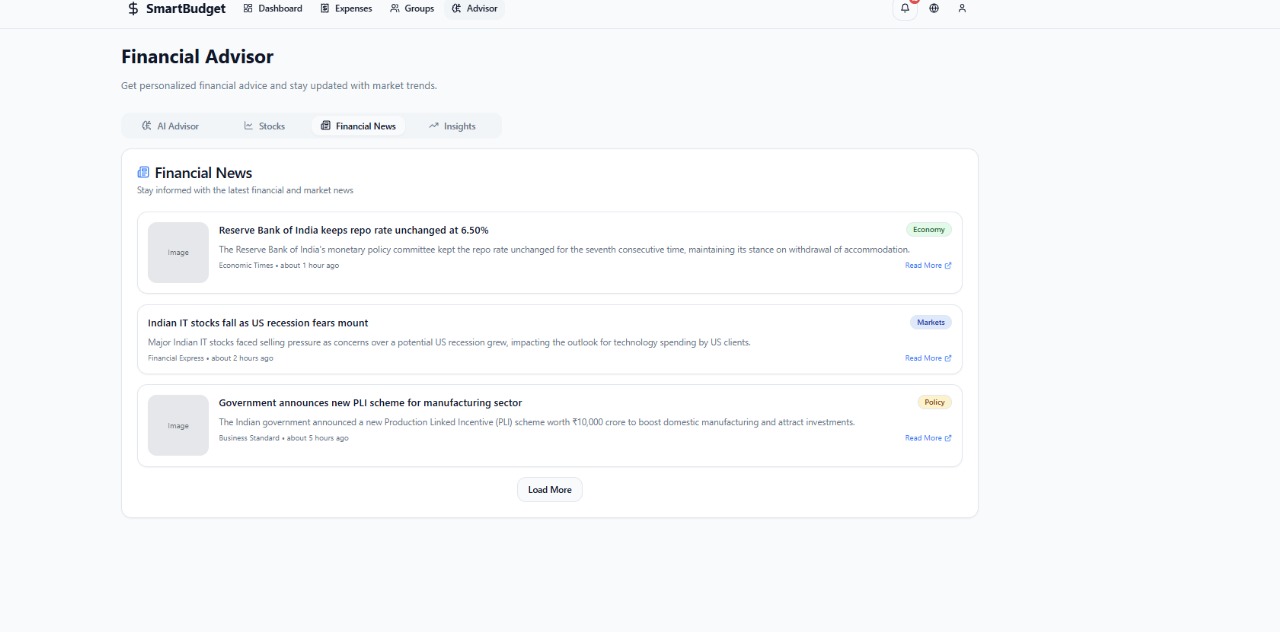 SmartBudget Dashboard Expenses Groups Advisor
Financial Advisor
Get personalized financial advice and stay updated with market trends.
AI Advisor Stocks Financial News Insights
Financial News
Stay informed with the latest financial and market news
Image
Reserve Bank of India keeps repo rate unchanged at 6.50% Economy
The Reserve Bank of India's monetary policy committee kept the repo rate unchanged for the seventh consecutive time, maintaining its stance on withdrawal of accommodation.
Economic Times • about 1 hour ago Read More
Indian IT stocks fall as US recession fears mount Markets
Major Indian IT stocks faced selling pressure as concerns over a potential US recession grew, impacting the outlook for technology spending by US clients.
Financial Express • about 2 hours ago Read More
Image
Government announces new PLI scheme for manufacturing sector Policy
The Indian government announced a new Production Linked Incentive (PLI) scheme worth ₹10,000 crore to boost domestic manufacturing and attract investments.
Business Standard • about 5 hours ago Read More
Load More